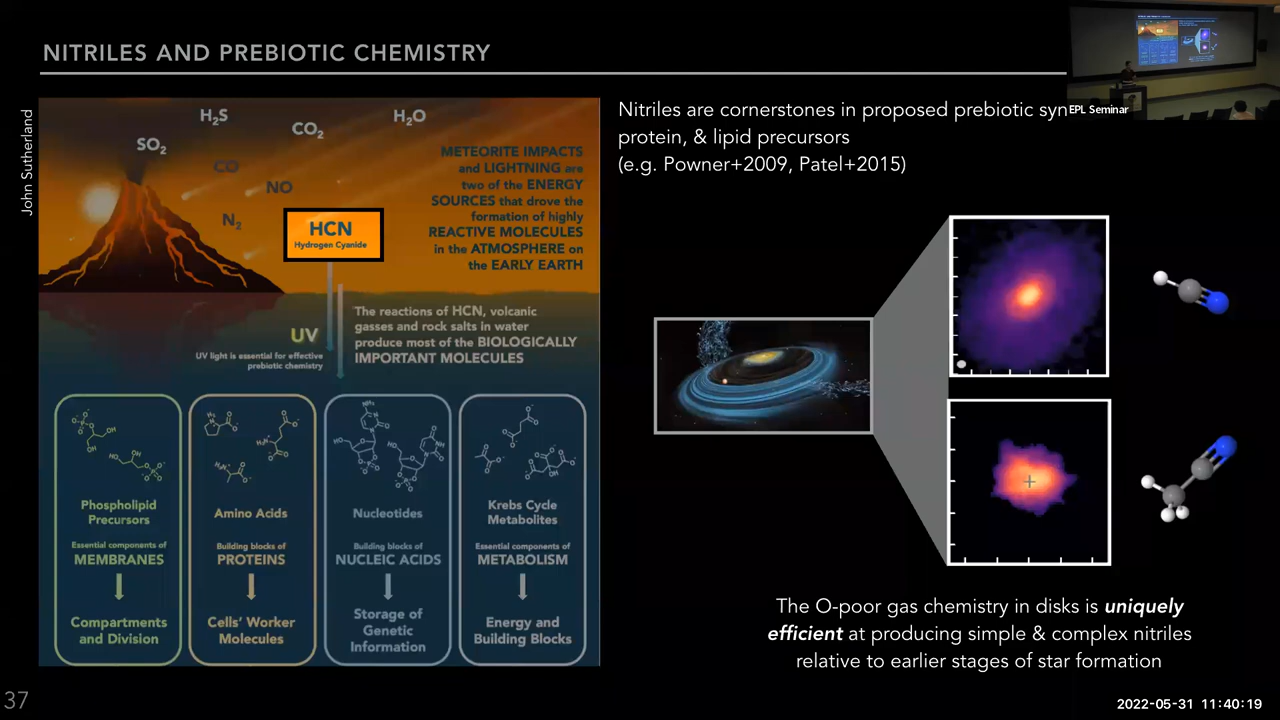 NITRILES AND PREBIOTIC CHEMISTRY
John Sutherland
H2S
CO2
H2O
SO2
CO
NO
N2
HCN
Hydrogen Cyanide
METEORITE IMPACTS
and LIGHTNING are
two of the ENERGY
SOURCES that drove the
formation of highly
REACTIVE MOLECULES
in the ATMOSPHERE on
the EARLY EARTH
UV
UV light is essential for effective
prebiotic chemistry
The reactions of HCN, volcanic
gasses and rock salts in water
produce most of the BIOLOGICALLY
IMPORTANT MOLECULES
Phospholipid
Precursors
Essential components of
MEMBRANES
Compartments
and Division
Amino Acids
Building blocks of
PROTEINS
Cells' Worker
Molecules
Nucleotides
Building blocks of
NUCLEIC ACIDS
Storage of
Genetic
Information
Krebs Cycle
Metabolites
Essential components of
METABOLISM
Energy and
Building Blocks
Nitriles are cornerstones in proposed prebiotic syn
protein, & lipid precursors
(e.g. Powner+2009, Patel+2015)
EPL Seminar
The O-poor gas chemistry in disks is uniquely
efficient at producing simple & complex nitriles
relative to earlier stages of star formation
37
2022-05-31 11:40:19